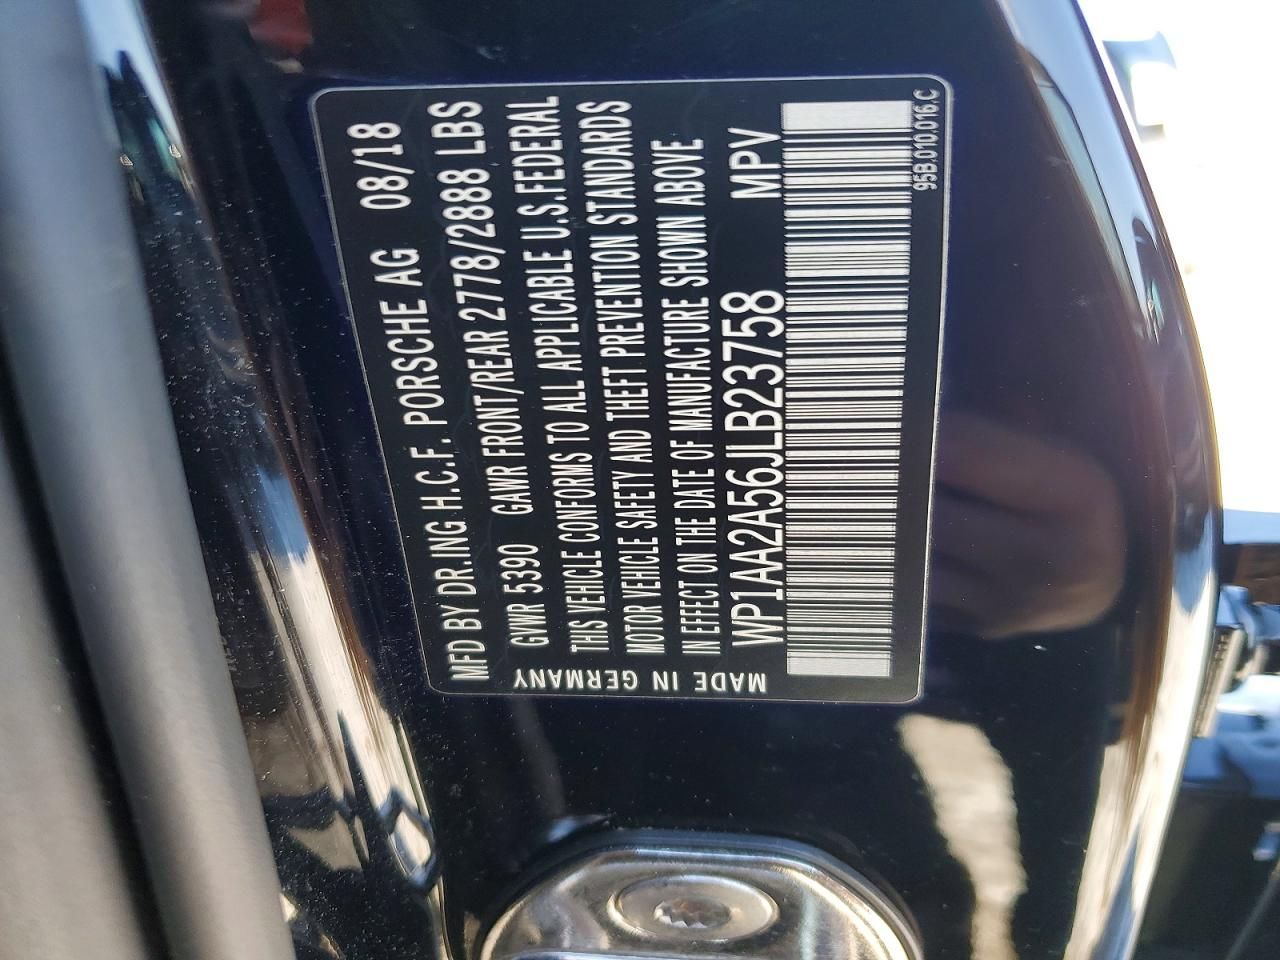 MFD BY DR.ING H.C.F. PORSCHE AG 08/18
GVWR 5390 GAWR FRONT/REAR 2778/2888 LBS
THIS VEHICLE CONFORMS TO ALL APPLICABLE U.S.FEDERAL
MOTOR VEHICLE SAFETY AND THEFT PREVENTION STANDARDS
IN EFFECT ON THE DATE OF MANUFACTURE SHOWN ABOVE
WP1AA2A56JLB23758 MPV
95B.010.016.C
MADE IN GERMANY